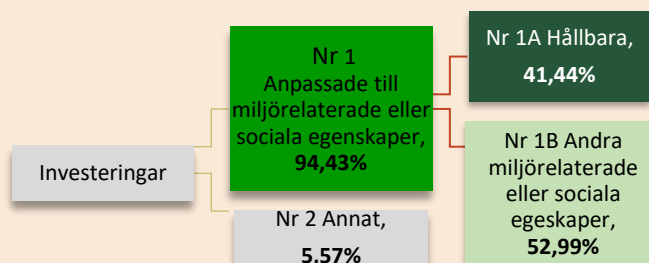 Investeringar
Nr 1
Anpassade till
miljörelaterade eller
sociala egenskaper,
94,43%
Nr 2 Annat,
5,57%
Nr 1A Hållbara,
41,44%
Nr 1B Andra
miljörelaterade
eller sociala
egeskaper,
52,99%